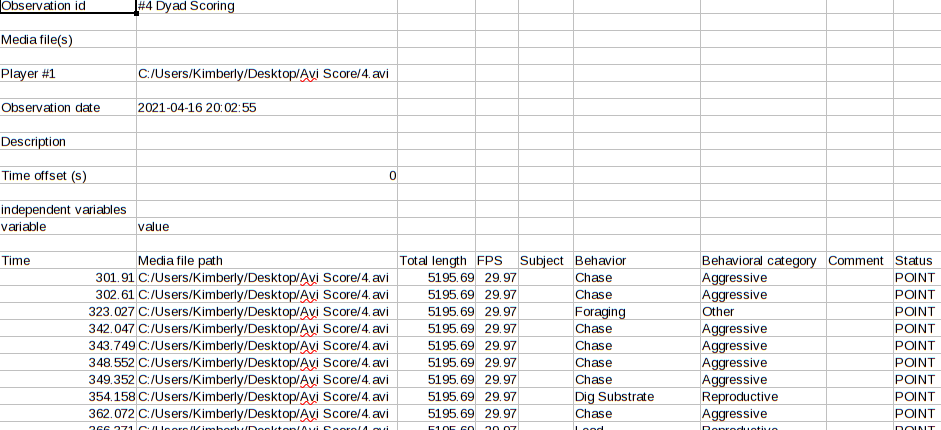 Observation id #4 Dyad Scoring
Media file(s)
Player #1 C:/Users/Kimberly/Desktop/Avi Score/4.avi
Observation date 2021-04-16 20:02:55
Description
Time offset (s) 0
independent variables
variable value
Time Media file path Total length FPS Subject Behavior Behavioral category Comment Status
301.91 C:/Users/Kimberly/Desktop/Avi Score/4.avi 5195.69 29.97 Chase Aggressive POINT
302.61 C:/Users/Kimberly/Desktop/Avi Score/4.avi 5195.69 29.97 Chase Aggressive POINT
323.027 C:/Users/Kimberly/Desktop/Avi Score/4.avi 5195.69 29.97 Foraging Other POINT
342.047 C:/Users/Kimberly/Desktop/Avi Score/4.avi 5195.69 29.97 Chase Aggressive POINT
343.749 C:/Users/Kimberly/Desktop/Avi Score/4.avi 5195.69 29.97 Chase Aggressive POINT
348.552 C:/Users/Kimberly/Desktop/Avi Score/4.avi 5195.69 29.97 Chase Aggressive POINT
349.352 C:/Users/Kimberly/Desktop/Avi Score/4.avi 5195.69 29.97 Chase Aggressive POINT
354.158 C:/Users/Kimberly/Desktop/Avi Score/4.avi 5195.69 29.97 Dig Substrate Reproductive POINT
362.072 C:/Users/Kimberly/Desktop/Avi Score/4.avi 5195.69 29.97 Chase Aggressive POINT
366.271 C:/Users/Kimberly/Desktop/Avi Score/4.avi 5195.69 29.97 Lead Reproductive POINT